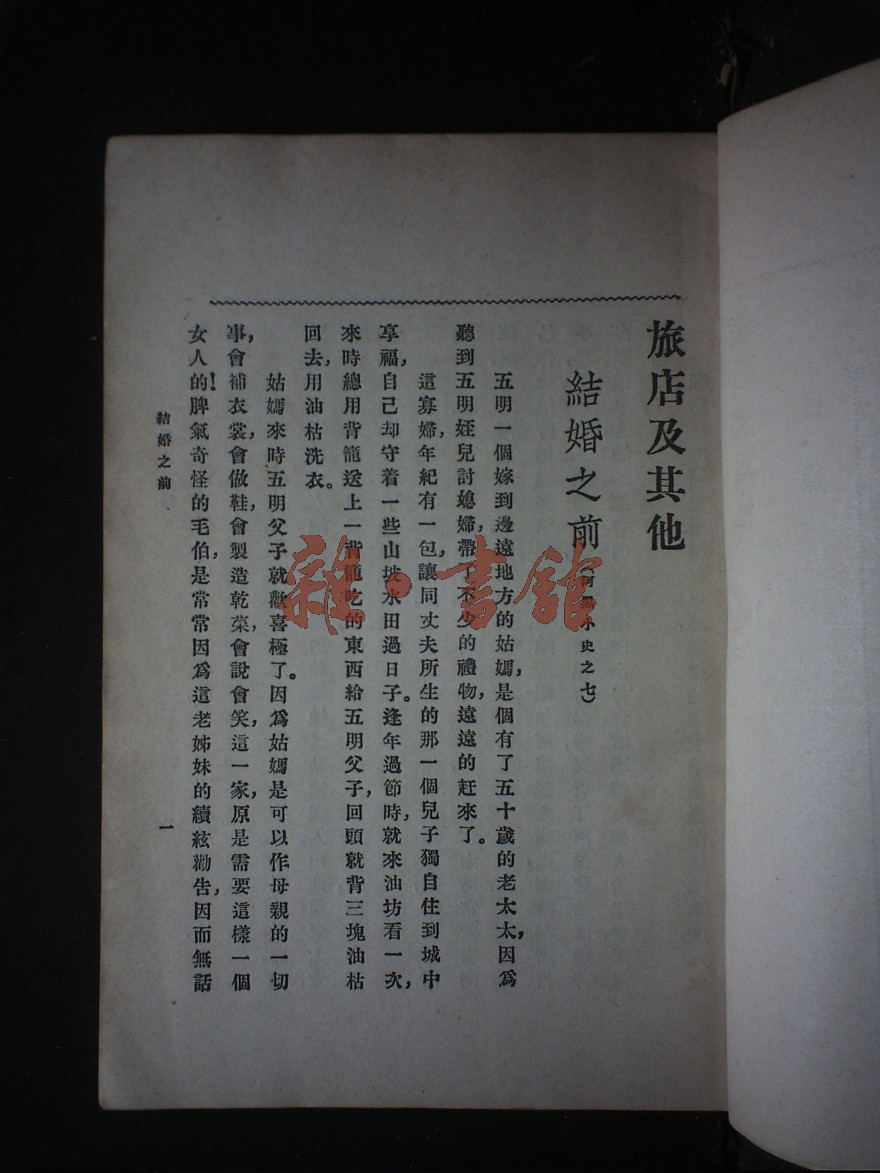 旅店及其他
結婚之前(阿黑小史之七)
五明一個嫁到邊遠地方的姑媽,是個有了五十歲的老太太,因爲
聽到五明姪兒討媳婦,帶了不少的禮物,遠遠的赶來了。
這寡婦,年紀有一包,讓同丈夫所生的那一個兒子獨自住到城中
享福,自己却守着一些山坡水田過日子。逢年過節時,就來油坊看一次,
來時總用背籠送上一背籠吃的東西給五明父子,回頭就背三塊油枯
回去,用油枯洗衣。
姑媽來時五明父子就歡喜極了。因爲姑媽是可以作母親的一切
事,會補衣裳,會做鞋,會製造乾菜,會說會笑,這一家,原是需要這樣一個
女人的!脾氣奇怪的毛伯,是常常因爲這老姊妹的續絃勸告,因而無話
結婚之前
一
雜·書館